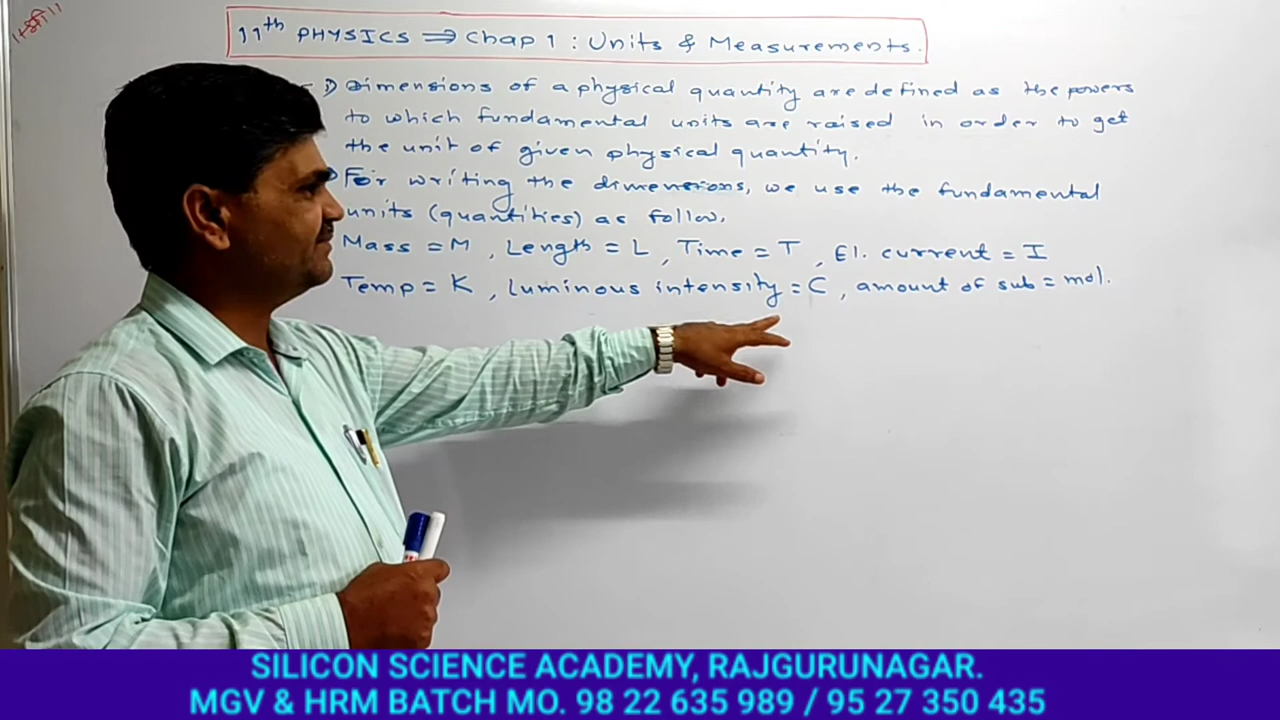 ।।श्री।।
11th PHYSICS ⇒ Chap 1 : Units & Measurements.
1) Dimensions of a physical quantity are defined as the powers
to which fundamental units are raised in order to get
the unit of given physical quantity.
For writing the dimensions, we use the fundamental
units (quantities) as follow.
Mass = M , Length = L , Time = T , El. current = I
Temp = K , Luminous intensity = C , amount of sub = mol.
SILICON SCIENCE ACADEMY, RAJGURUNAGAR.
MGV & HRM BATCH MO. 98 22 635 989 / 95 27 350 435